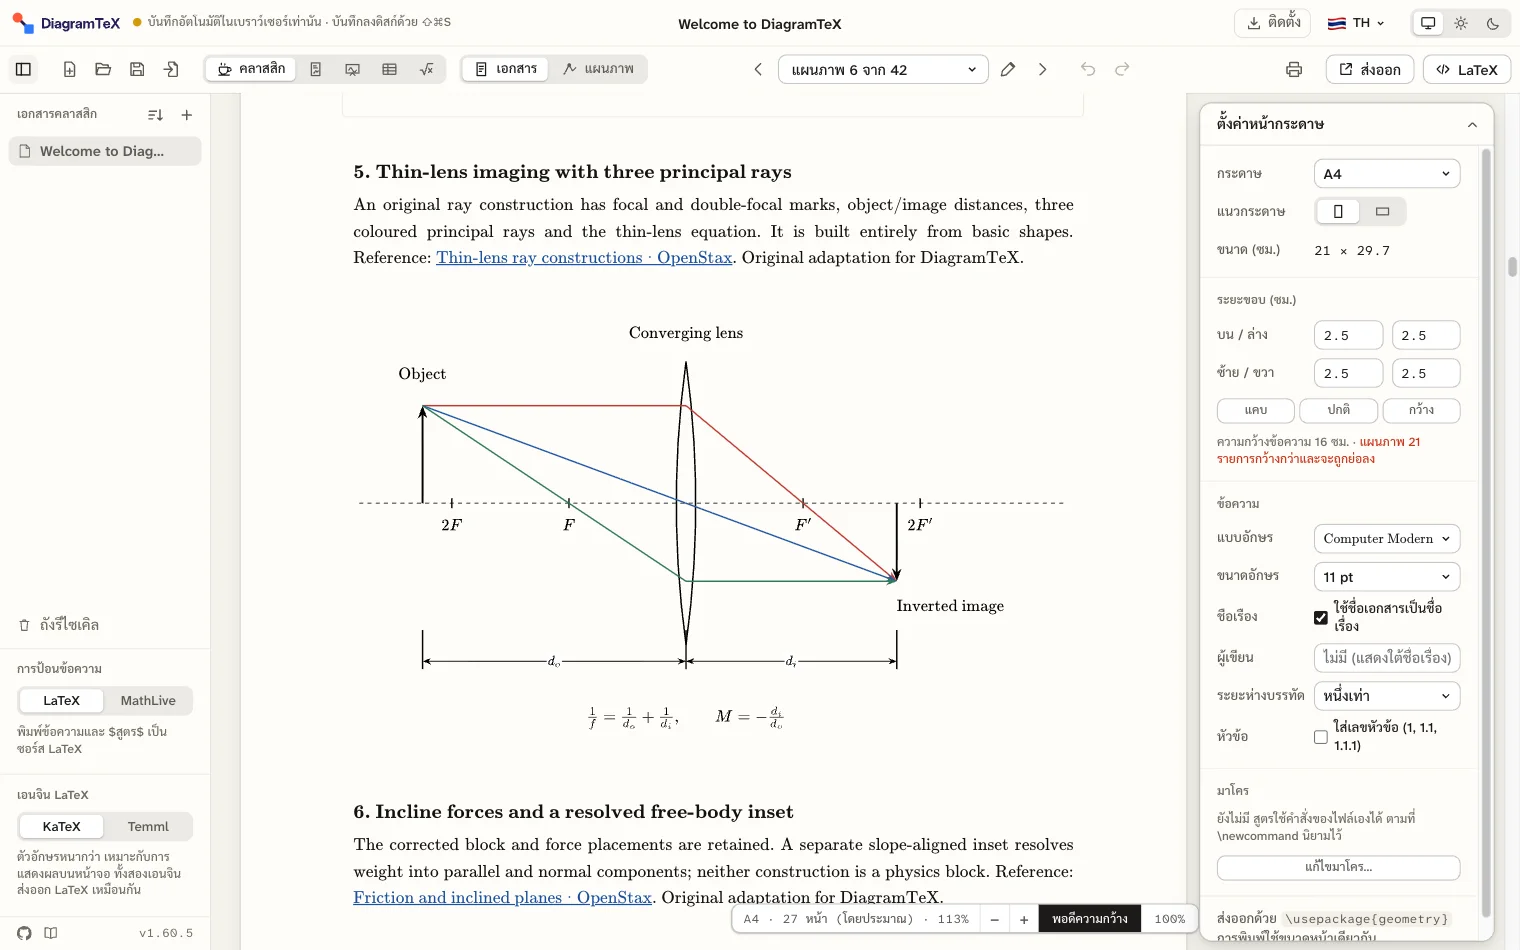 DiagramTeX
บันทึกอัตโนมัติในเบราว์เซอร์เท่านั้น · บันทึกลงดิสก์ด้วย ⇧⌘S
Welcome to DiagramTeX
ติดตั้ง
TH
คลาสสิก
เอกสาร
แผนภาพ
แผนภาพ 6 จาก 42
ส่งออก
LaTeX
เอกสารคลาสสิก
Welcome to Diag...
ถังรีไซเคิล
การป้อนข้อความ
LaTeX
MathLive
พิมพ์ข้อความและ $สูตร$ เป็น
ซอร์ส LaTeX
เอนจิน LaTeX
KaTeX
Temml
ตัวอักษรหนากว่า เหมาะกับการ
แสดงผลบนหน้าจอ ทั้งสองเอนจิน
ส่งออก LaTeX เหมือนกัน
v1.60.5
5. Thin-lens imaging with three principal rays
An original ray construction has focal and double-focal marks, object/image distances, three
coloured principal rays and the thin-lens equation. It is built entirely from basic shapes.
Reference: Thin-lens ray constructions · OpenStax. Original adaptation for DiagramTeX.
Converging lens
Object
2F
F
F′
2F′
Inverted image
d_o
d_i
1/f = 1/d_o + 1/d_i, M = −d_i/d_o
6. Incline forces and a resolved free-body inset
The corrected block and force placements are retained. A separate slope-aligned inset resolves
weight into parallel and normal components; neither construction is a physics block. Reference:
Friction and inclined planes · OpenStax. Original adaptation for DiagramTeX.
A4 · 27 หน้า (โดยประมาณ) · 113%
−
+
พอดีความกว้าง
100%
ตั้งค่าหน้ากระดาษ
กระดาษ
A4
แนวกระดาษ
ขนาด (ซม.)
21 × 29.7
ระยะขอบ (ซม.)
บน / ล่าง
2.5
2.5
ซ้าย / ขวา
2.5
2.5
แคบ
ปกติ
กว้าง
ความกว้างข้อความ 16 ซม. · แผนภาพ 21
รายการกว้างกว่าและจะถูกย่อลง
ข้อความ
แบบอักษร
Computer Modern
ขนาดอักษร
11 pt
ชื่อเรื่อง
ใช้ชื่อเอกสารเป็นชื่อ
เรื่อง
ผู้เขียน
ไม่มี (แสดงใต้ชื่อเรื่อง)
ระยะห่างบรรทัด
หนึ่งเท่า
หัวข้อ
ใส่เลขหัวข้อ (1, 1.1,
1.1.1)
มาโคร
ยังไม่มี สูตรใช้คำสั่งของไฟล์เองได้ ตามที่
\newcommand นิยามไว้
แก้ไขมาโคร...
ส่งออกด้วย \usepackage{geometry}
การพิมพ์ใช้ขนาดหน้าเดียวกัน